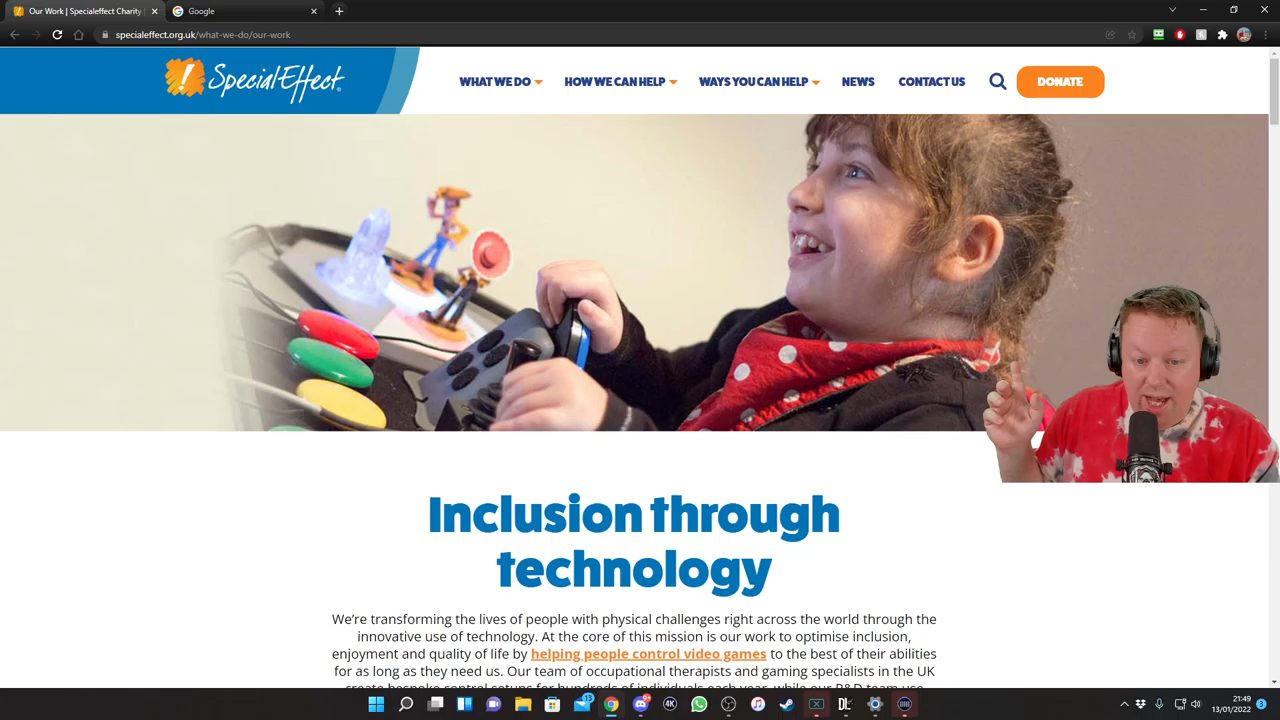 Our Work | Specialeffect Charity |
Google
specialeffect.org.uk/what-we-do/our-work
! SpecialEffect®
WHAT WE DO
HOW WE CAN HELP
WAYS YOU CAN HELP
NEWS
CONTACT US
DONATE
Inclusion through
technology
We're transforming the lives of people with physical challenges right across the world through the
innovative use of technology. At the core of this mission is our work to optimise inclusion,
enjoyment and quality of life by helping people control video games to the best of their abilities
for as long as they need us. Our team of occupational therapists and gaming specialists in the UK
create bespoke control setups for hundreds of individuals each year, while our R&D team use
13
9+
4K
DL
21:49
13/01/2022
3